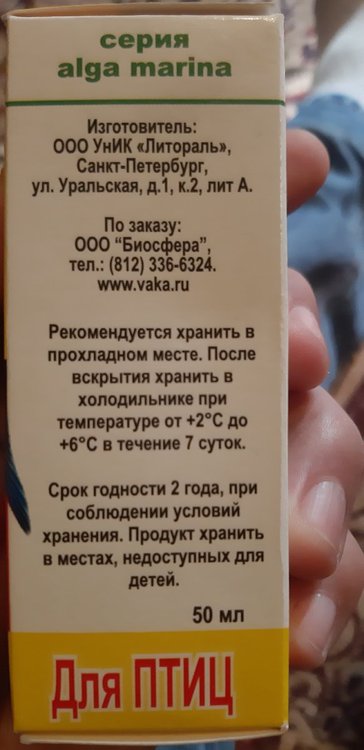 серия
alga marina
Изготовитель:
ООО УнИК «Литораль»,
Санкт-Петербург,
ул. Уральская, д.1, к.2, лит А.
По заказу:
ООО "Биосфера",
тел.: (812) 336-6324.
www.vaka.ru
Рекомендуется хранить в
прохладном месте. После
вскрытия хранить в
холодильнике при
температуре от +2°С до
+6°С в течение 7 суток.
Срок годности 2 года, при
соблюдении условий
хранения. Продукт хранить
в местах, недоступных для
детей.
50 мл
Для ПТИЦ